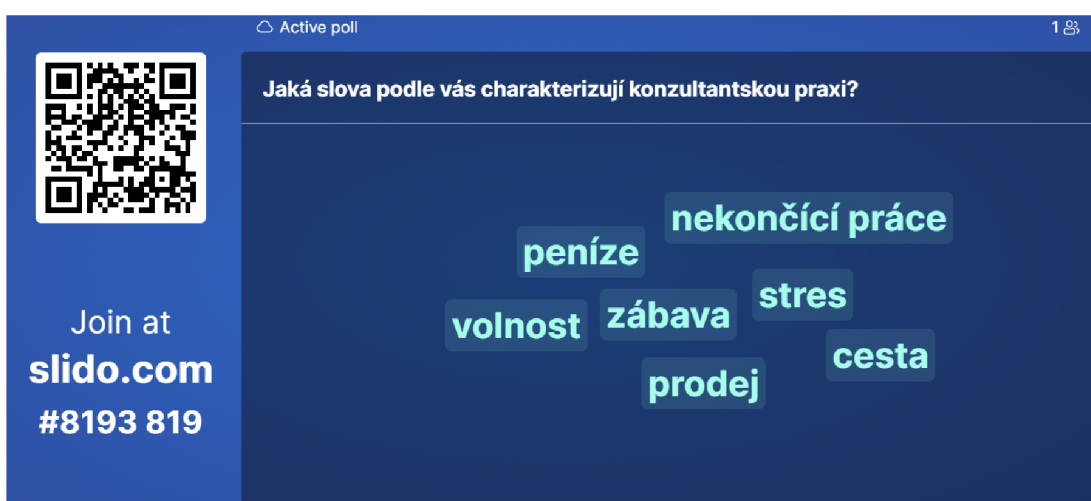 Active poll
1
Jaká slova podle vás charakterizují konzultantskou praxi?
nekončící práce
peníze
stres
zábava
volnost
cesta
prodej
Join at
slido.com
#8193 819